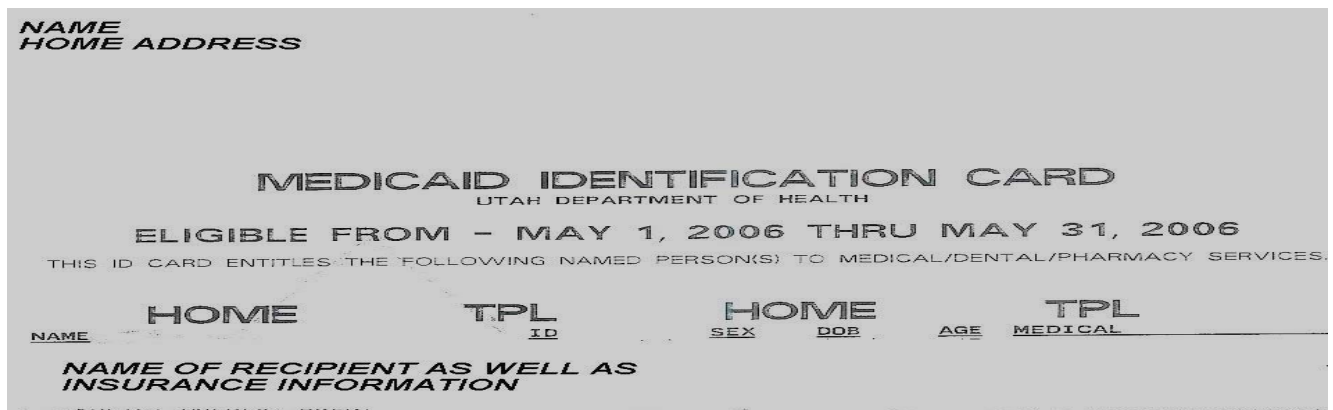 NAME
HOME ADDRESS
MEDICAID IDENTIFICATION CARD
UTAH DEPARTMENT OF HEALTH
ELIGIBLE FROM - MAY 1, 2006 THRU MAY 31, 2006
THIS ID CARD ENTITLES THE FOLLOWING NAMED PERSON(S) TO MEDICAL/DENTAL/PHARMACY SERVICES.
HOME TPL HOME TPL
NAME ID SEX DOB AGE MEDICAL
NAME OF RECIPIENT AS WELL AS
INSURANCE INFORMATION